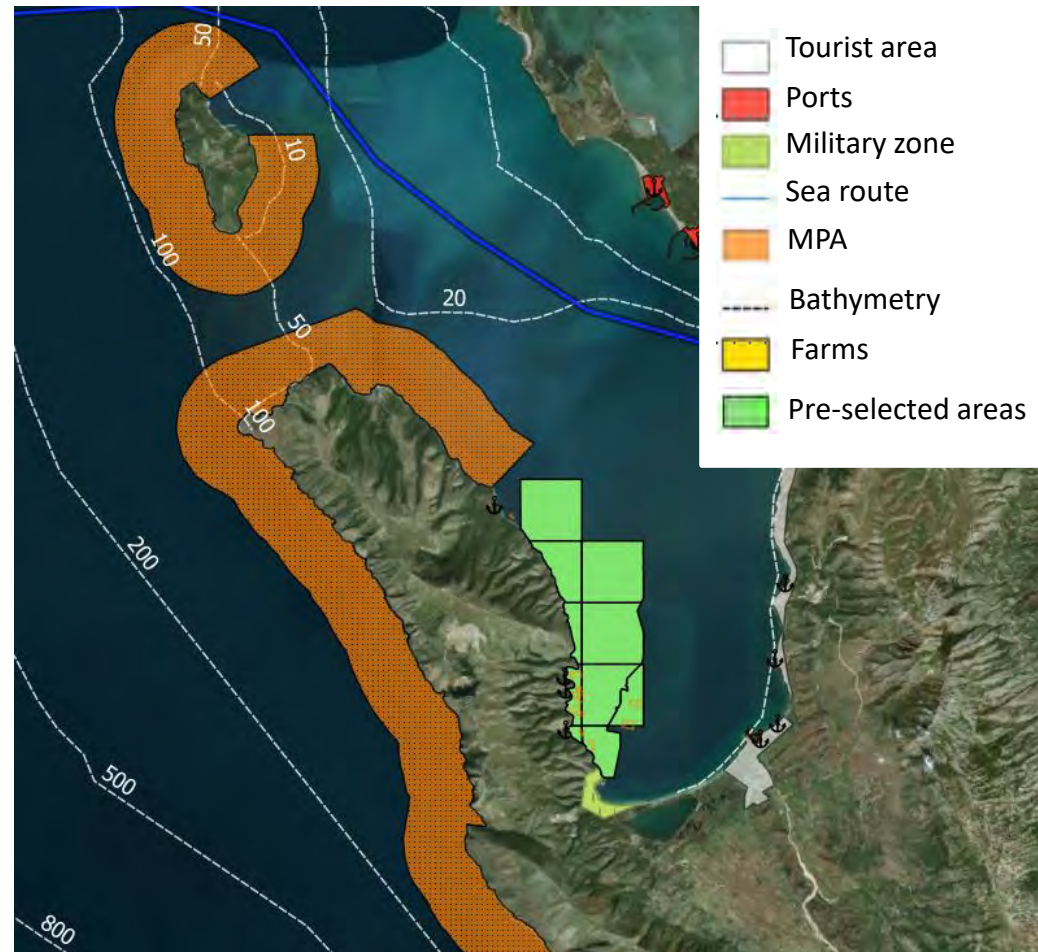 Tourist area
Ports
Military zone
Sea route
MPA
Bathymetry
Farms
Pre-selected areas
50
10
100
20
50
100
200
500
800